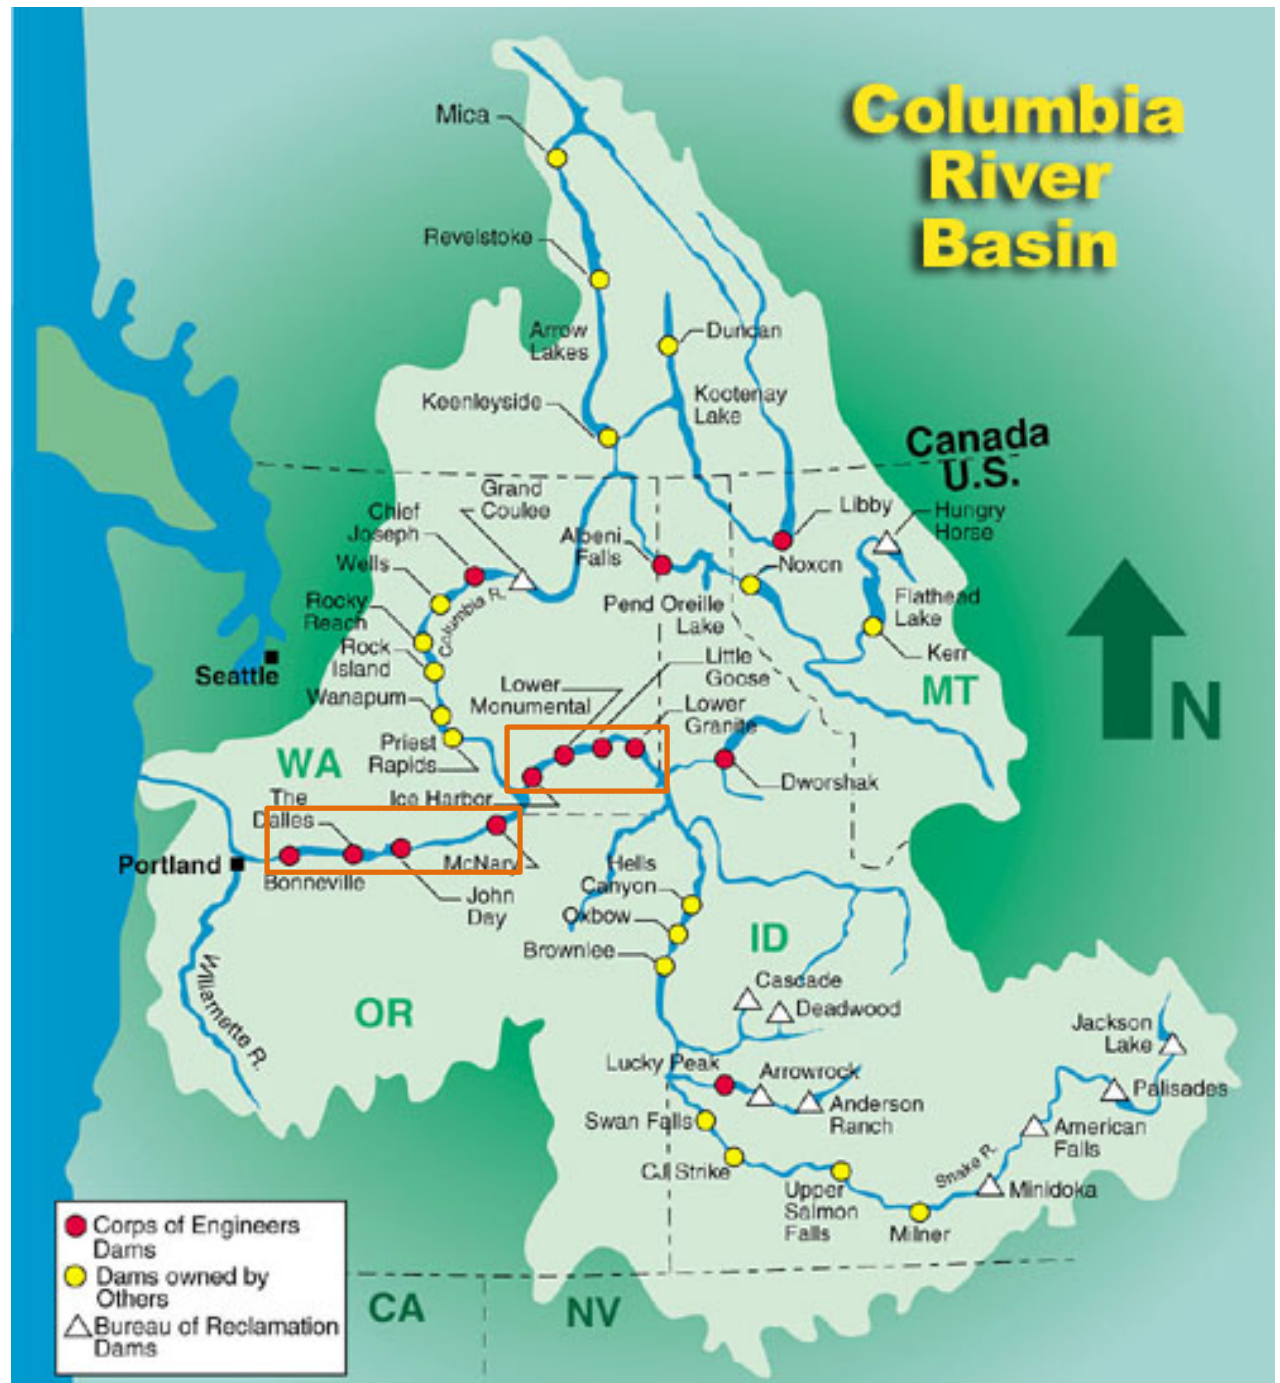 Columbia
River
Basin
Mica
Revelstoke
Arrow
Lakes
Duncan
Keenleyside
Kootenay
Lake
Canada
U.S.
Grand
Coulee
Chief
Joseph
Albeni
Falls
Libby
Hungry
Horse
Wells
Noxon
Rocky
Reach
Columbia R.
Pend Oreille
Lake
Flathead
Lake
Rock
Island
Kerr
Seattle
Little
Goose
Lower
Monumental
Wanapum
Lower
Granite
MT
N
Priest
Rapids
WA
Dworshak
Ice Harbor
The
Dalles
Portland
McNary
Bonneville
John
Day
Hells
Canyon
Oxbow
Brownlee
ID
Willamette R.
OR
Cascade
Deadwood
Jackson
Lake
Lucky Peak
Arrowrock
Palisades
Anderson
Ranch
Swan Falls
American
Falls
CJ Strike
Snake R.
Upper
Salmon
Falls
Minidoka
Milner
Corps of Engineers
Dams
Dams owned by
Others
Bureau of Reclamation
Dams
CA
NV